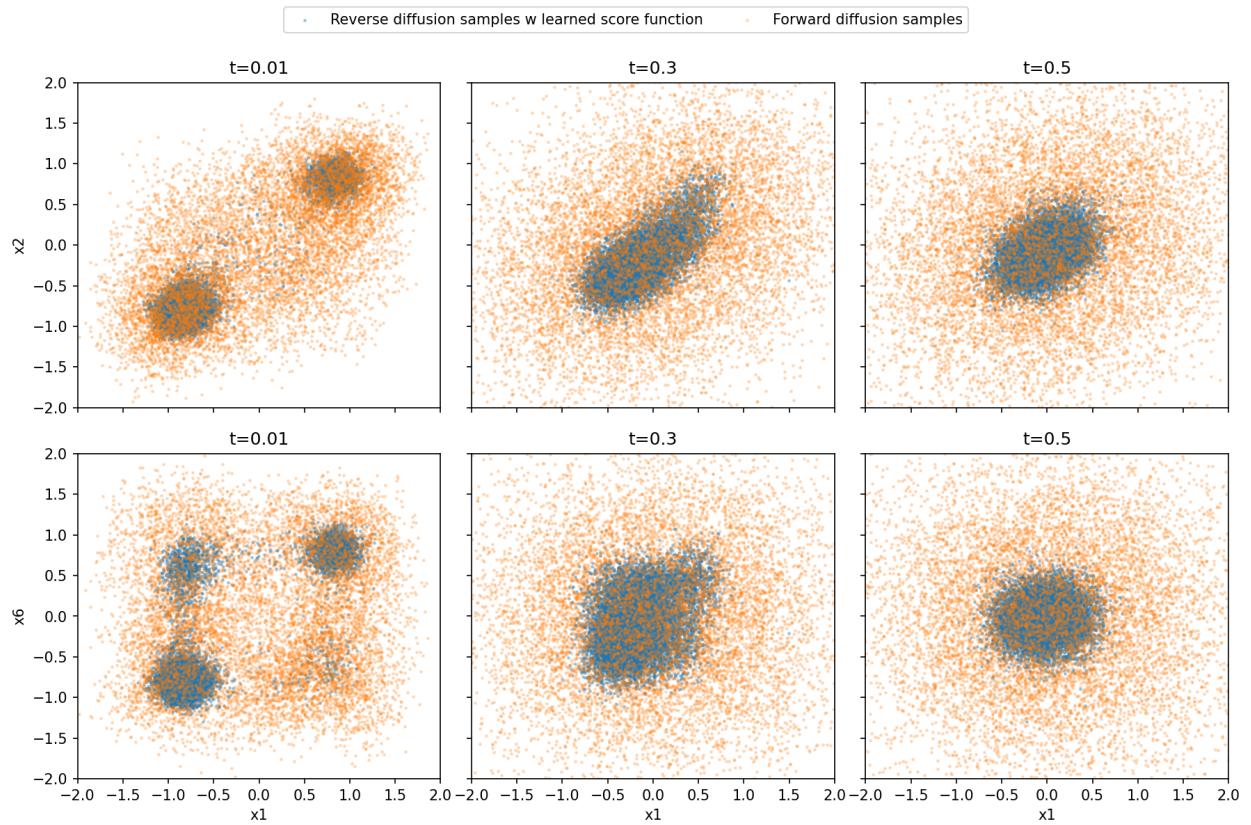 Reverse diffusion samples w learned score function
Forward diffusion samples
t=0.01
t=0.3
t=0.5
2.0
1.5
1.0
0.5
0.0
−0.5
−1.0
−1.5
−2.0
x2
t=0.01
t=0.3
t=0.5
2.0
1.5
1.0
0.5
0.0
−0.5
−1.0
−1.5
−2.0
x6
−2.0 −1.5 −1.0 −0.5 0.0 0.5 1.0 1.5 2.0
−2.0 −1.5 −1.0 −0.5 0.0 0.5 1.0 1.5 2.0
−2.0 −1.5 −1.0 −0.5 0.0 0.5 1.0 1.5 2.0
x1
x1
x1